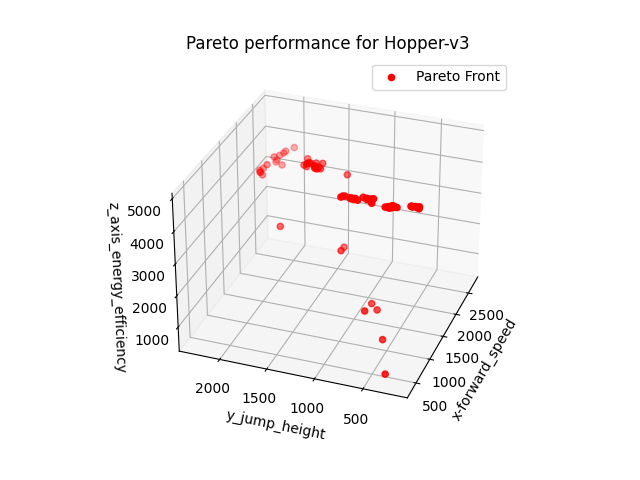 Pareto performance for Hopper-v3
Pareto Front
5000
4000
3000
2000
1000
z_axis_energy_efficiency
2000
1500
1000
500
y_jump_height
2500
2000
1500
1000
500
x-forward_speed